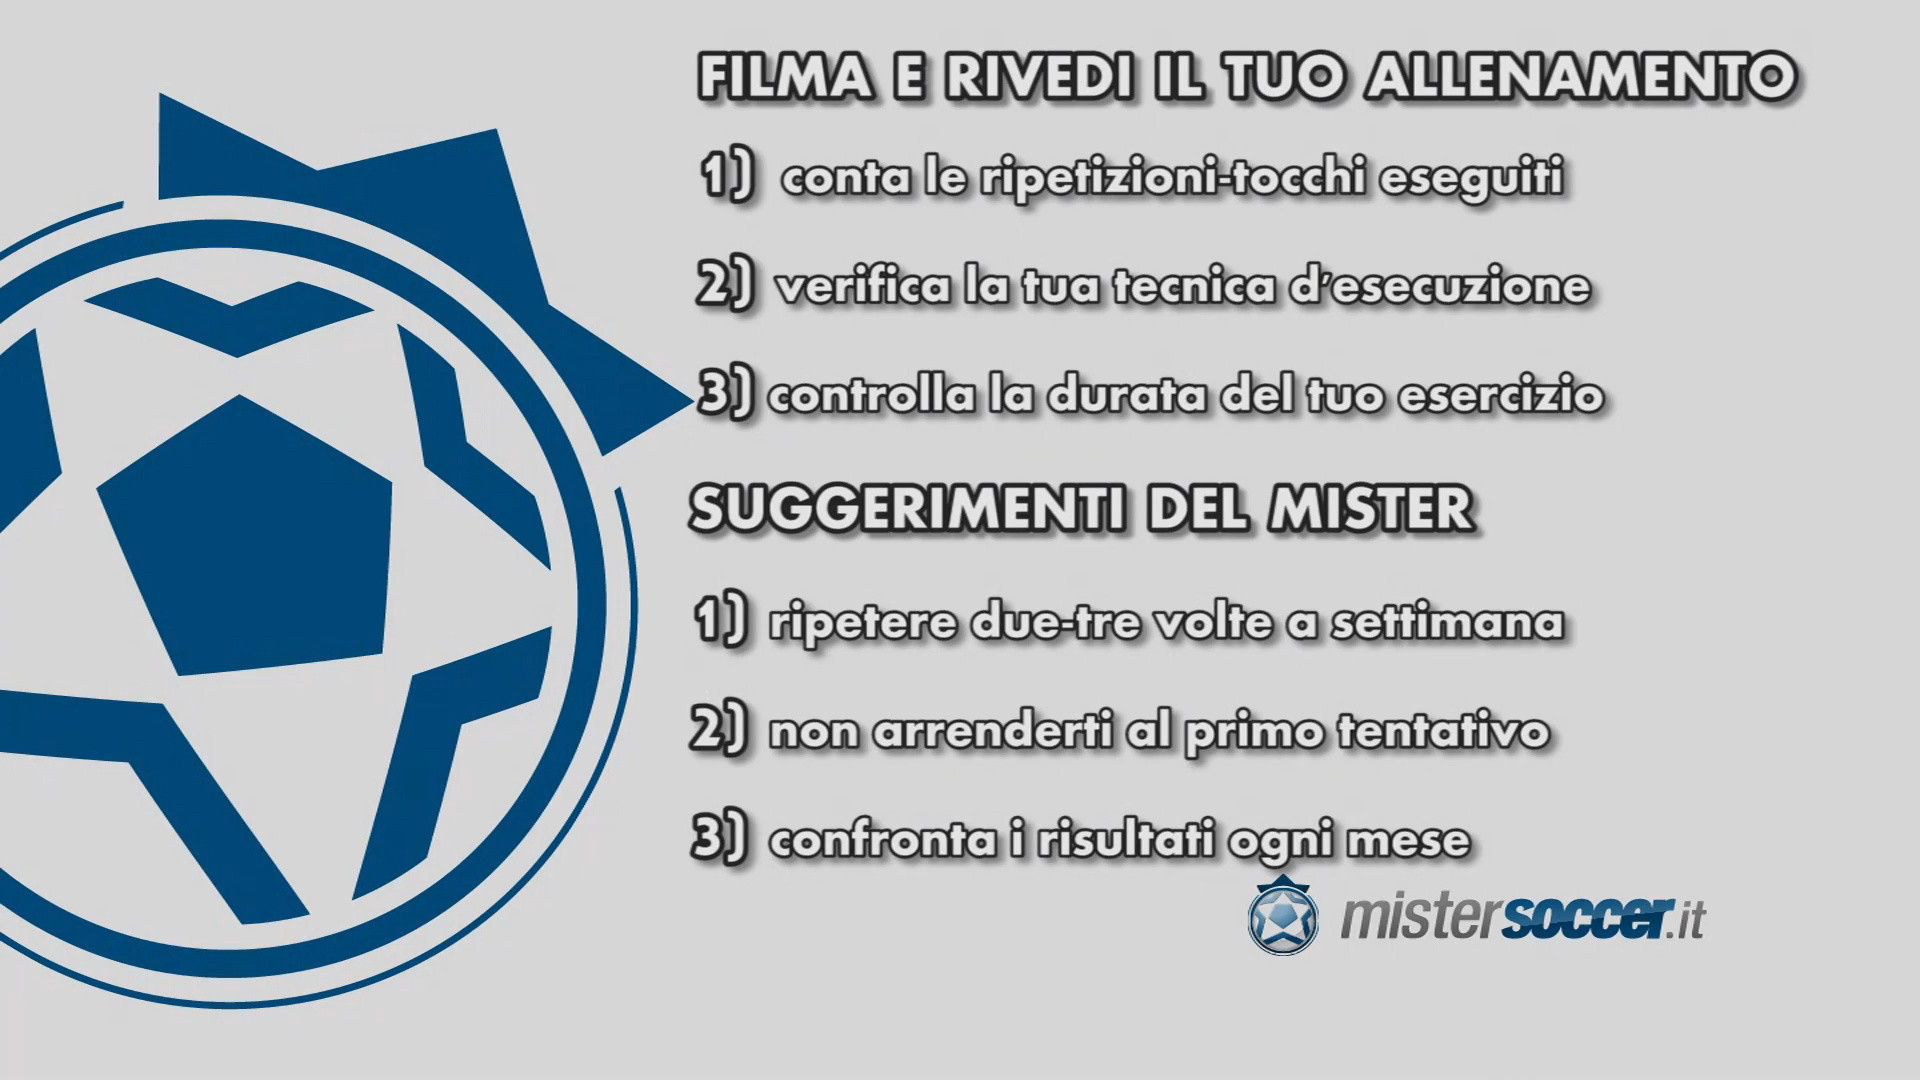 FILMA E RIVEDI IL TUO ALLENAMENTO
1) conta le ripetizioni-tocchi eseguiti
2) verifica la tua tecnica d'esecuzione
3) controlla la durata del tuo esercizio
SUGGERIMENTI DEL MISTER
1) ripetere due-tre volte a settimana
2) non arrenderti al primo tentativo
3) confronta i risultati ogni mese
mistersoccer.it